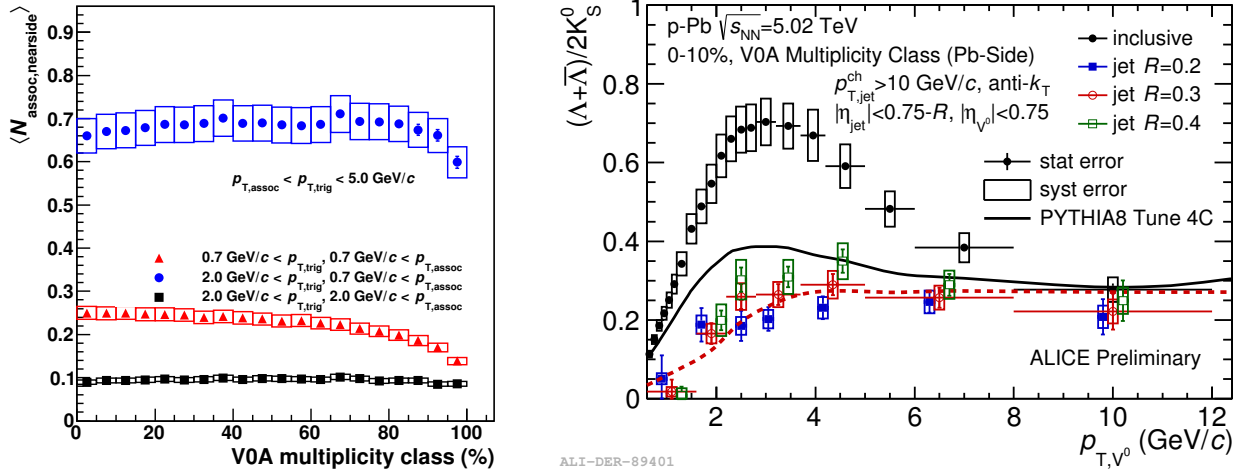 ⟨N_assoc,nearside⟩
0.9
0.8
0.7
0.6
0.5
0.4
0.3
0.2
0.1
0
p_T,assoc < p_T,trig < 5.0 GeV/c
0.7 GeV/c < p_T,trig, 0.7 GeV/c < p_T,assoc
2.0 GeV/c < p_T,trig, 0.7 GeV/c < p_T,assoc
2.0 GeV/c < p_T,trig, 2.0 GeV/c < p_T,assoc
0 20 40 60 80 100
V0A multiplicity class (%)
(Λ+Λ̅)/2K⁰_S
1
0.8
0.6
0.4
0.2
0
p-Pb √s_NN=5.02 TeV
0-10%, V0A Multiplicity Class (Pb-Side)
p^ch_T,jet>10 GeV/c, anti-k_T
|η_jet|<0.75-R, |η_V⁰|<0.75
inclusive
jet R=0.2
jet R=0.3
jet R=0.4
stat error
syst error
PYTHIA8 Tune 4C
ALICE Preliminary
2 4 6 8 10 12
p_T,V⁰ (GeV/c)
ALI-DER-89401